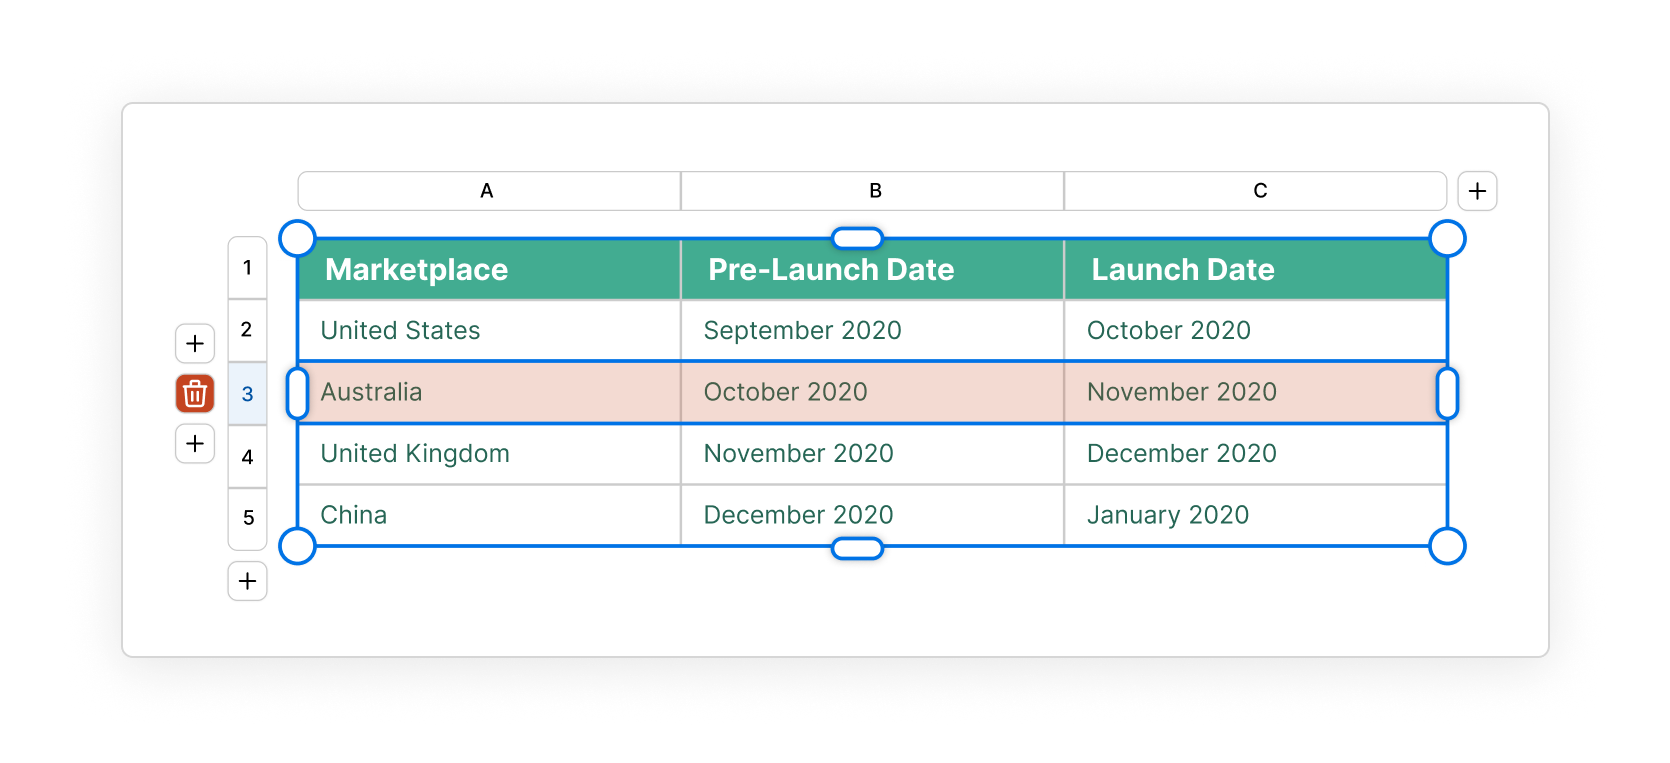 A B C
1 Marketplace Pre-Launch Date Launch Date
2 United States September 2020 October 2020
3 Australia October 2020 November 2020
4 United Kingdom November 2020 December 2020
5 China December 2020 January 2020